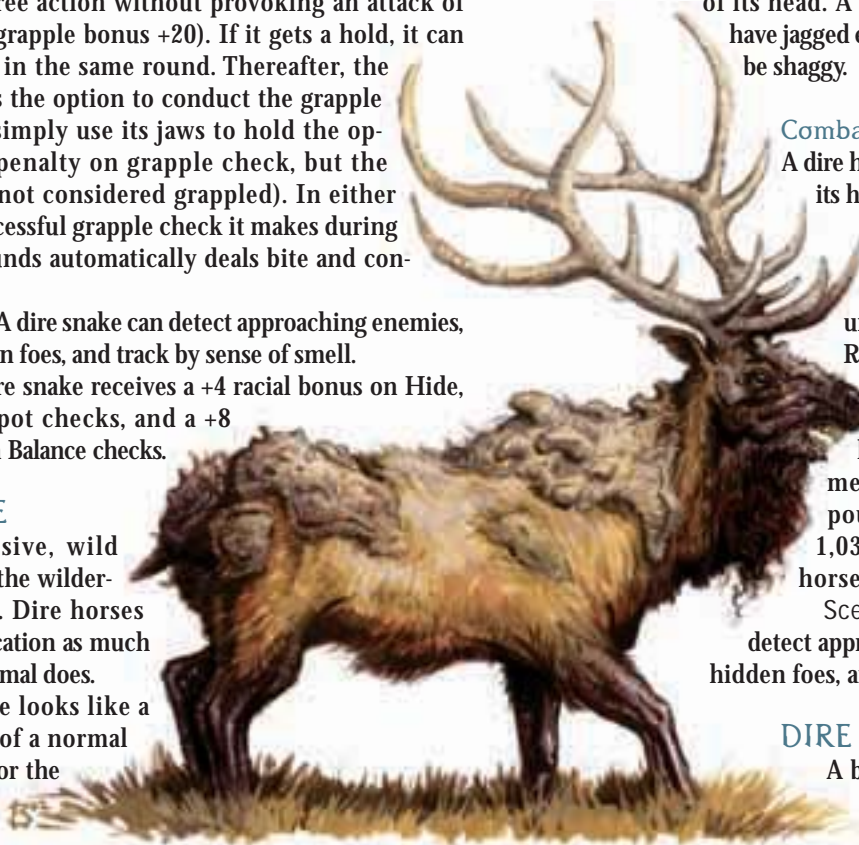 ree action without provoking an attack of
grapple bonus +20). If it gets a hold, it can
in the same round. Thereafter, the
s the option to conduct the grapple
simply use its jaws to hold the op-
penalty on grapple check, but the
not considered grappled). In either
cessful grapple check it makes during
unds automatically deals bite and con-
A dire snake can detect approaching enemies,
n foes, and track by sense of smell.
re snake receives a +4 racial bonus on Hide,
pot checks, and a +8
Balance checks.
E
sive, wild
the wilder-
. Dire horses
cation as much
mal does.
e looks like a
of a normal
or the
of its head. A
have jagged
be shaggy.
Comba
A dire h
its h
u
R
me
pou
1,03
horse
Sce
detect appr
hidden foes, a
DIRE
A b